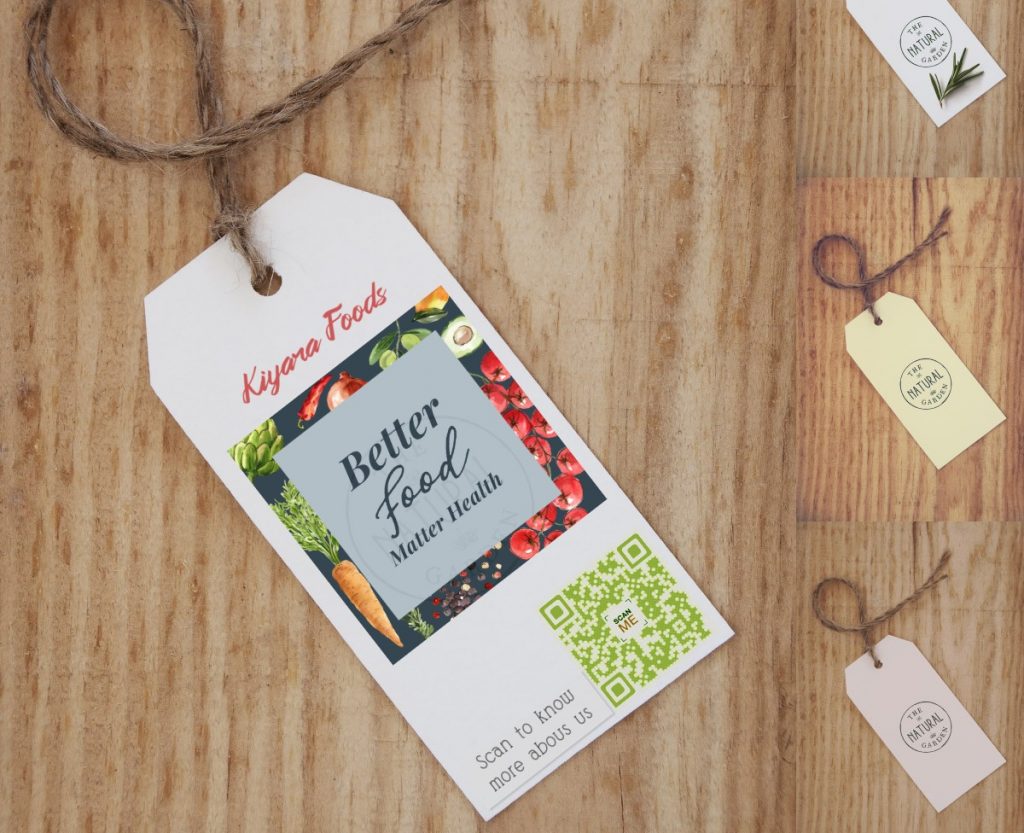 Kiyara Foods
Better
food
Matter Health
SCAN
ME
Scan to know
more abous us
THE
NATURAL
GARDEN
THE
NATURAL
GARDEN
THE
NATURAL
GARDEN